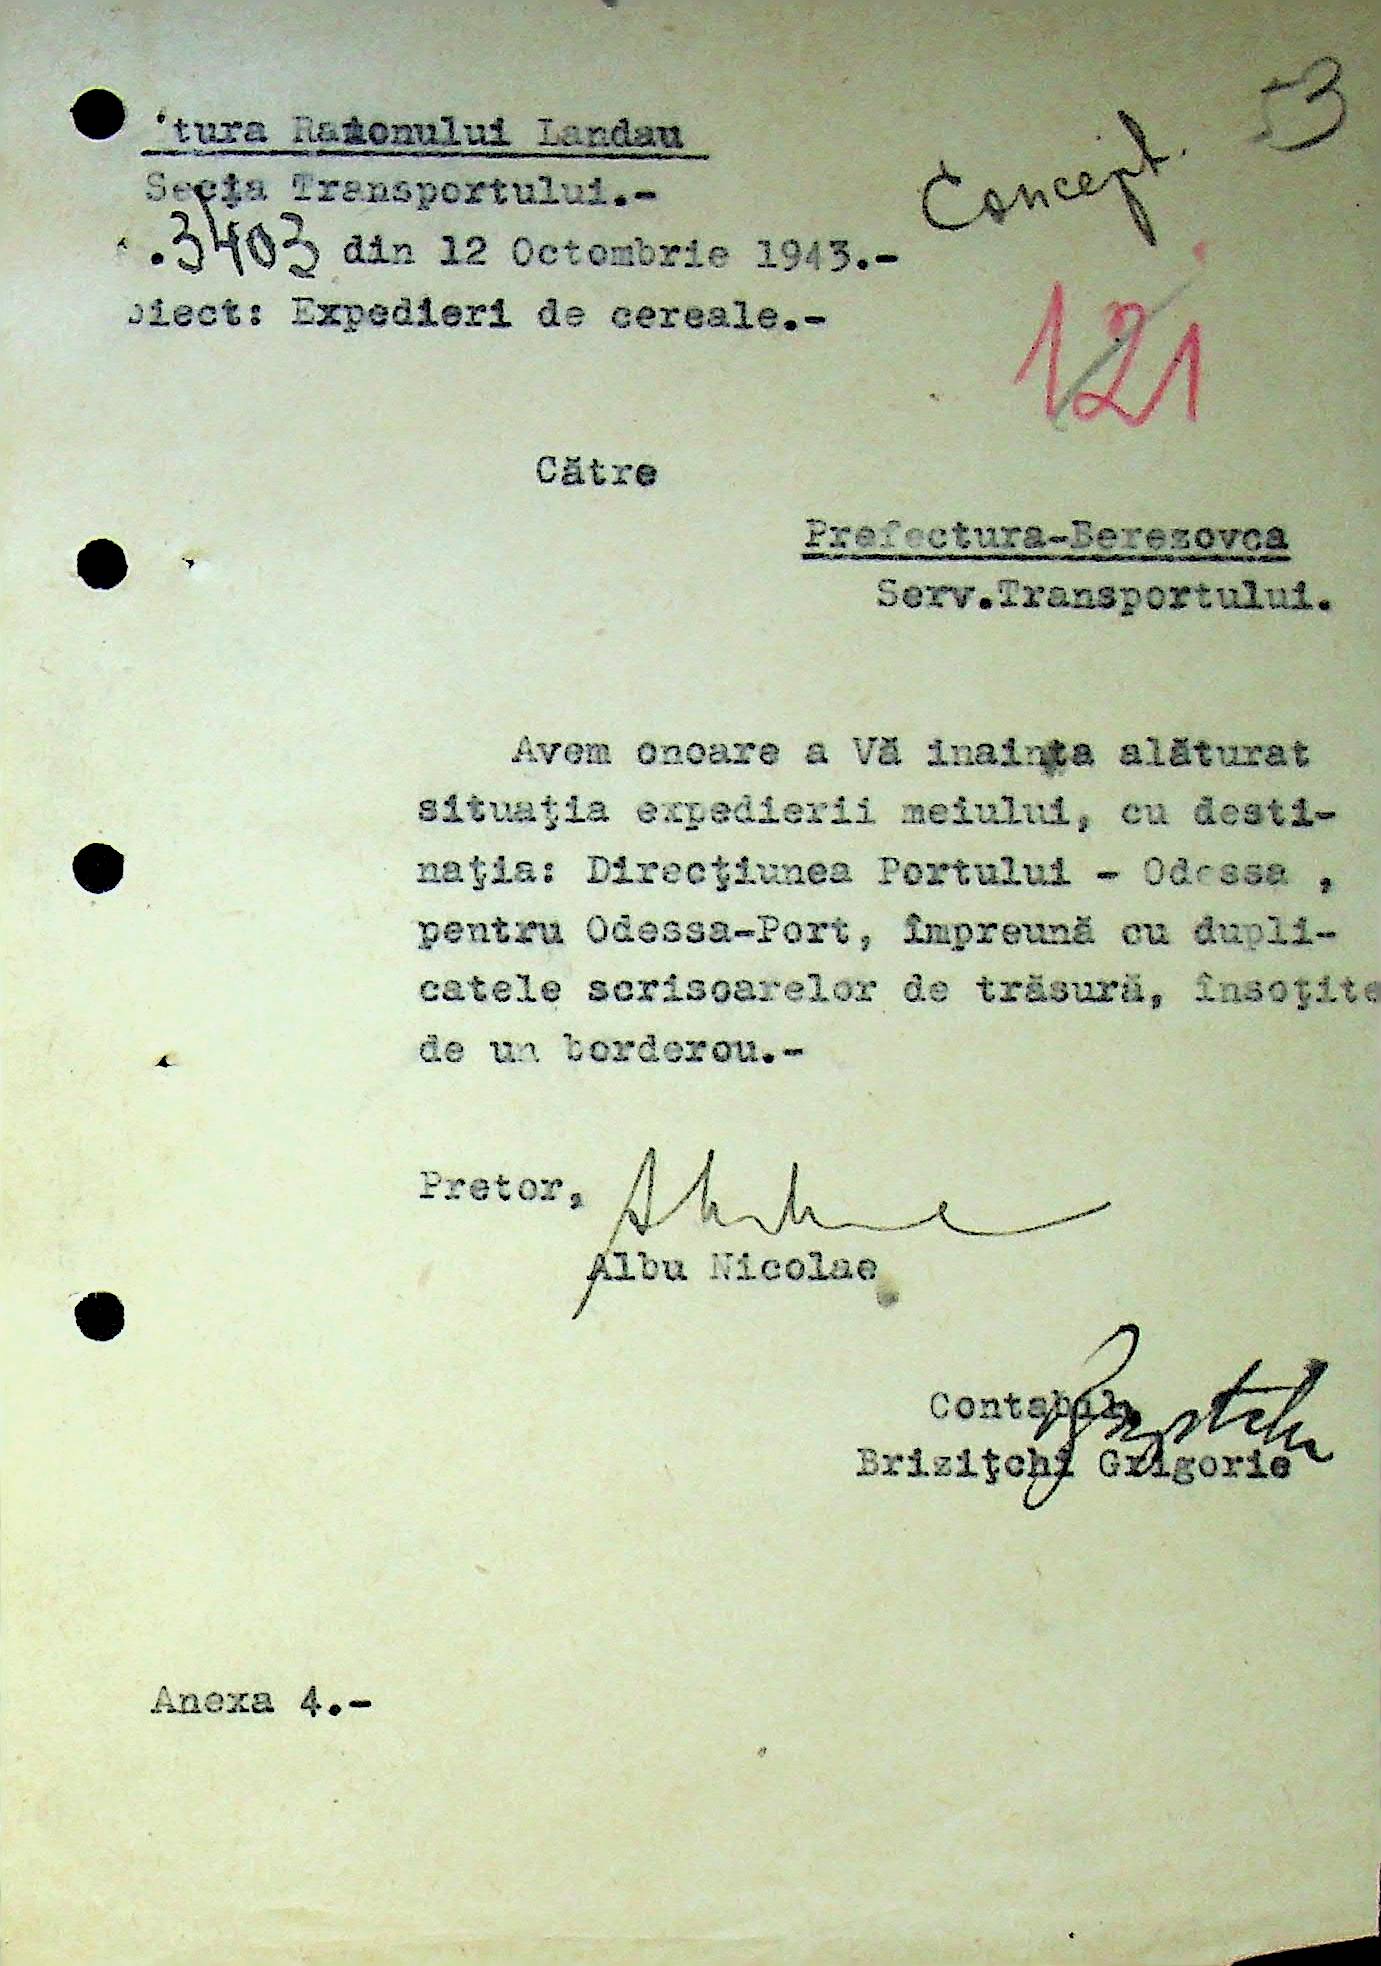 53
Concept.
tura Raionului Landau
Secţia Transportului.-
.3403 din 12 Octombrie 1943.-
biect: Expedieri de cereale.-
121
Către
Prefectura-Berezovca
Serv.Transportului.
Avem onoare a Vă inainţa alăturat
situaţia expedierii meiului, cu desti-
naţia: Direcţiunea Portului - Odessa ,
pentru Odessa-Port, împreună cu dupli-
catele scrisoarelor de trăsură, însoţite
de un borderou.-
Pretor,
Albu Nicolae
Contabil,
Briziţchi Grigorie
Anexa 4.-